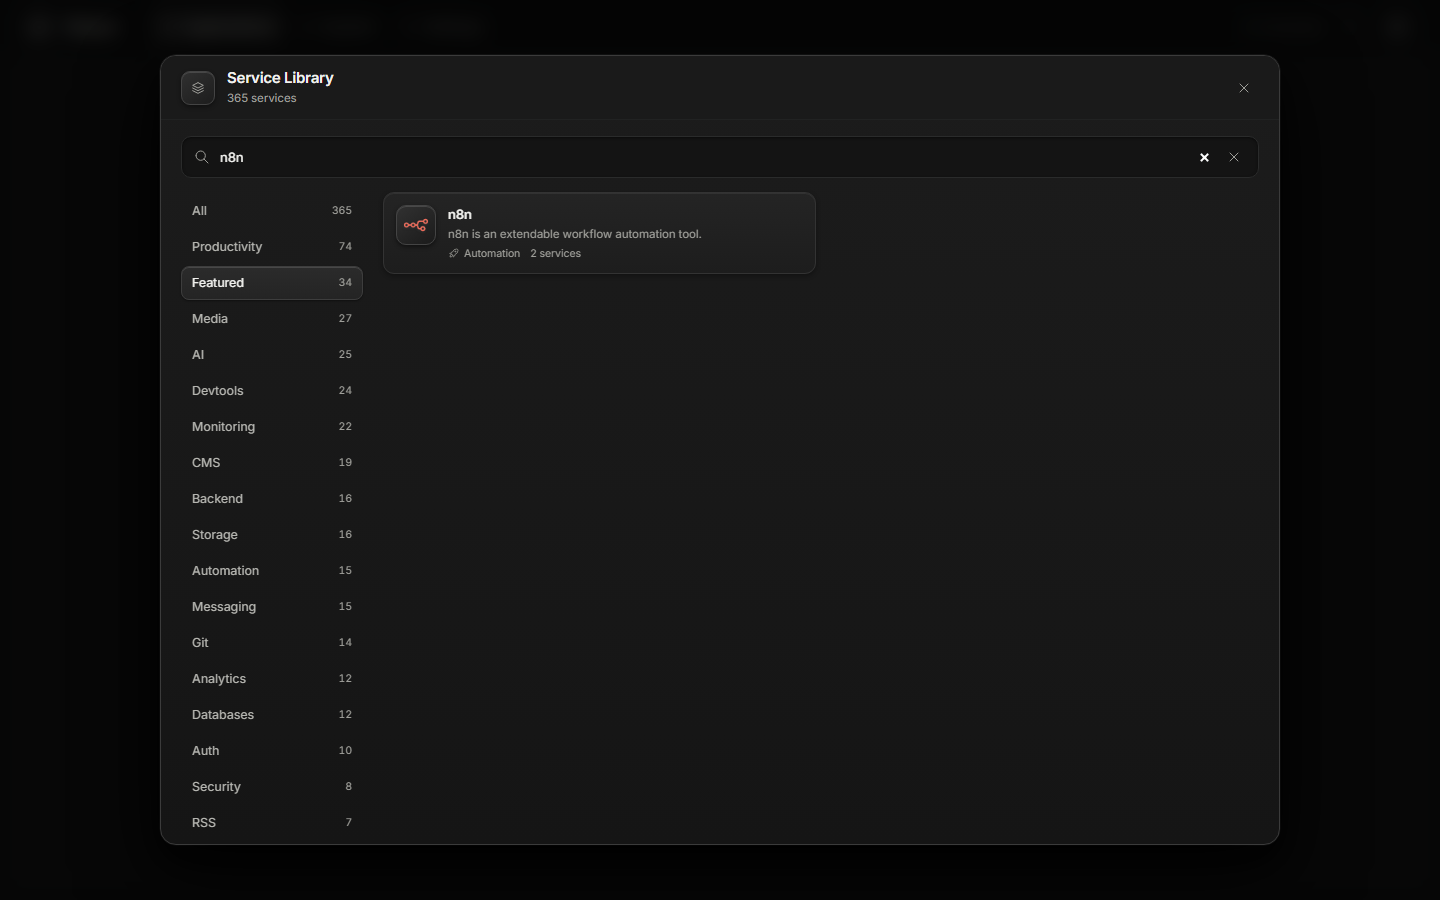 Service Library
365 services
n8n
All 365
Productivity 74
Featured 34
Media 27
AI 25
Devtools 24
Monitoring 22
CMS 19
Backend 16
Storage 16
Automation 15
Messaging 15
Git 14
Analytics 12
Databases 12
Auth 10
Security 8
RSS 7
n8n
n8n is an extendable workflow automation tool.
Automation 2 services